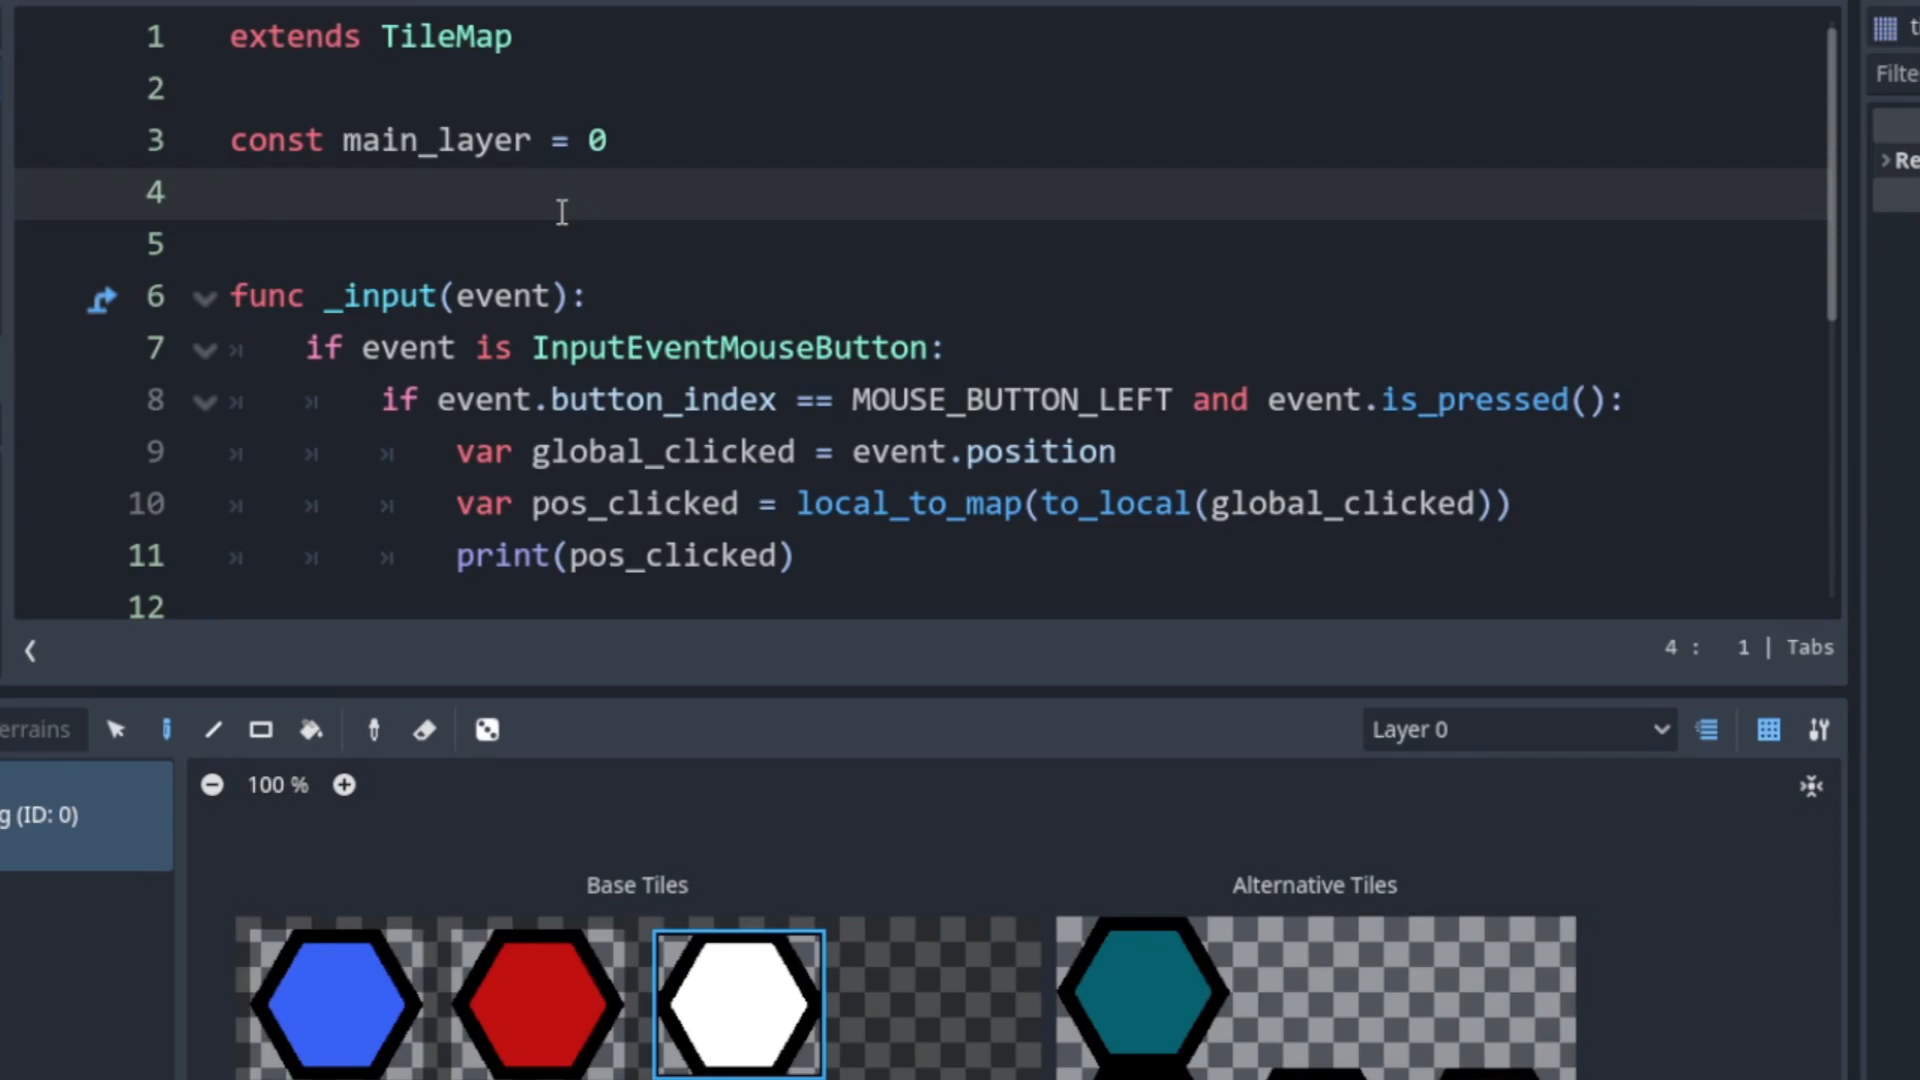 1 extends TileMap
2
3 const main_layer = 0
4
5
6 func _input(event):
7 if event is InputEventMouseButton:
8 if event.button_index == MOUSE_BUTTON_LEFT and event.is_pressed():
9 var global_clicked = event.position
10 var pos_clicked = local_to_map(to_local(global_clicked))
11 print(pos_clicked)
12
Filte
Re
4 : 1 | Tabs
errains
Layer 0
100 %
g (ID: 0)
Base Tiles
Alternative Tiles